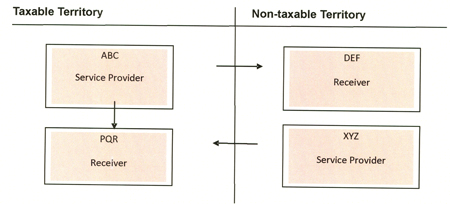 Taxable Territory
Non-taxable Territory
ABC
Service Provider
DEF
Receiver
PQR
Receiver
XYZ
Service Provider